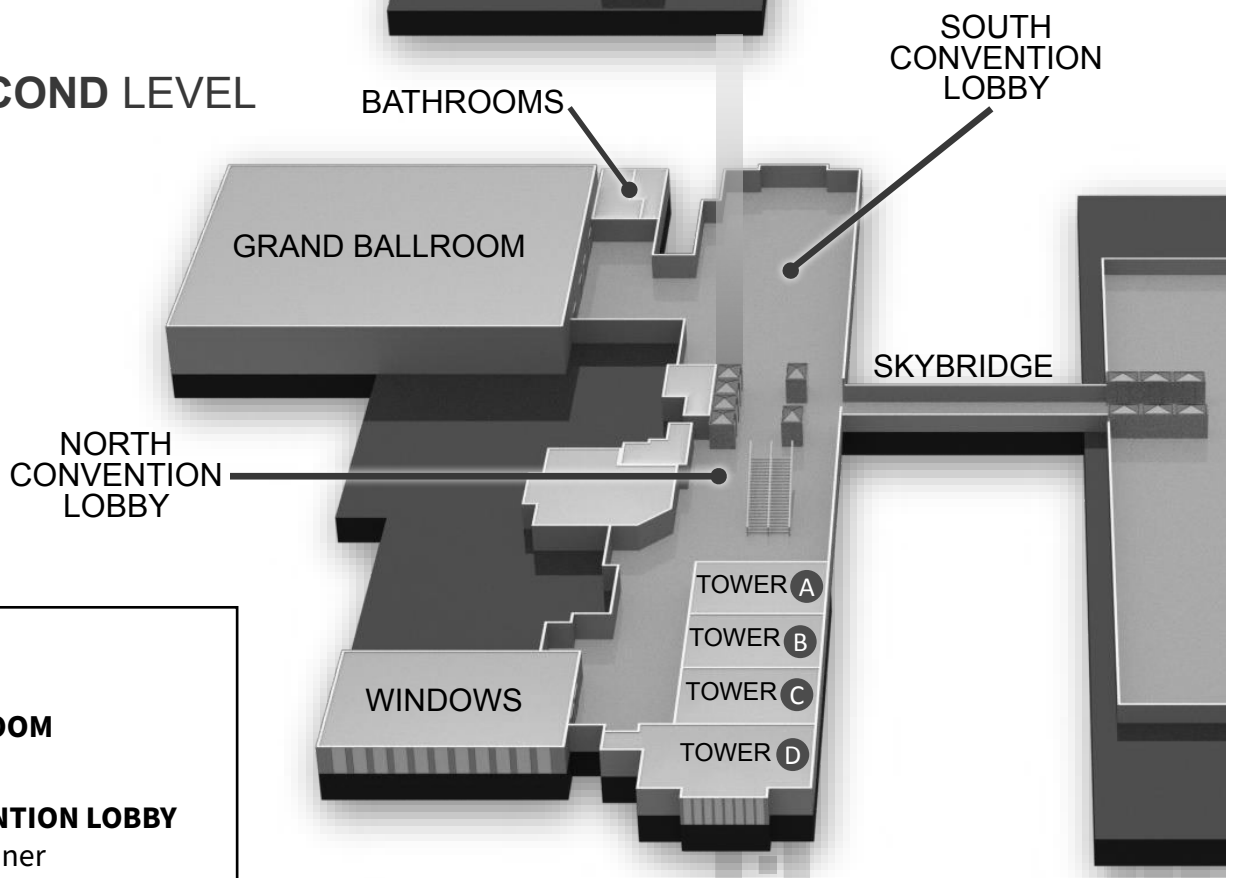 SOUTH
CONVENTION
LOBBY
COND LEVEL
BATHROOMS
GRAND BALLROOM
SKYBRIDGE
NORTH
CONVENTION
LOBBY
TOWER A
TOWER B
TOWER C
TOWER D
WINDOWS
OOM
NTION LOBBY
ner